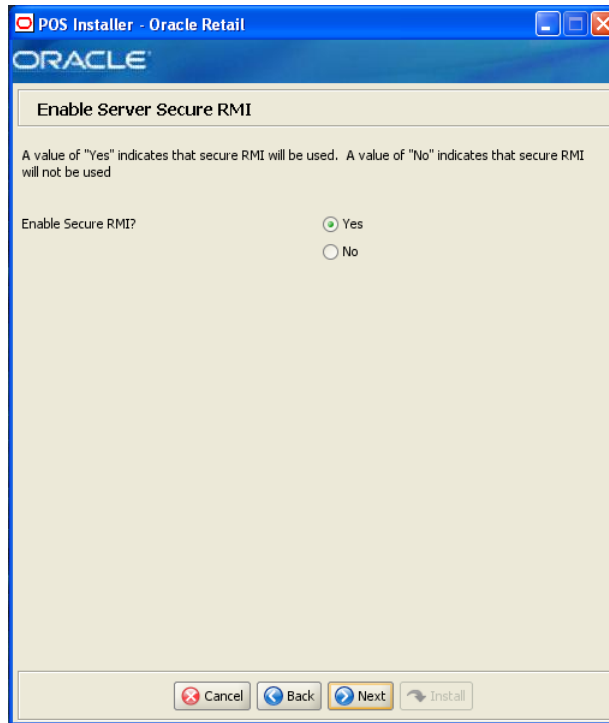 POS Installer - Oracle Retail
ORACLE
Enable Server Secure RMI
A value of "Yes" indicates that secure RMI will be used. A value of "No" indicates that secure RMI
will not be used
Enable Secure RMI?
Yes
No
Cancel
Back
Next
Install